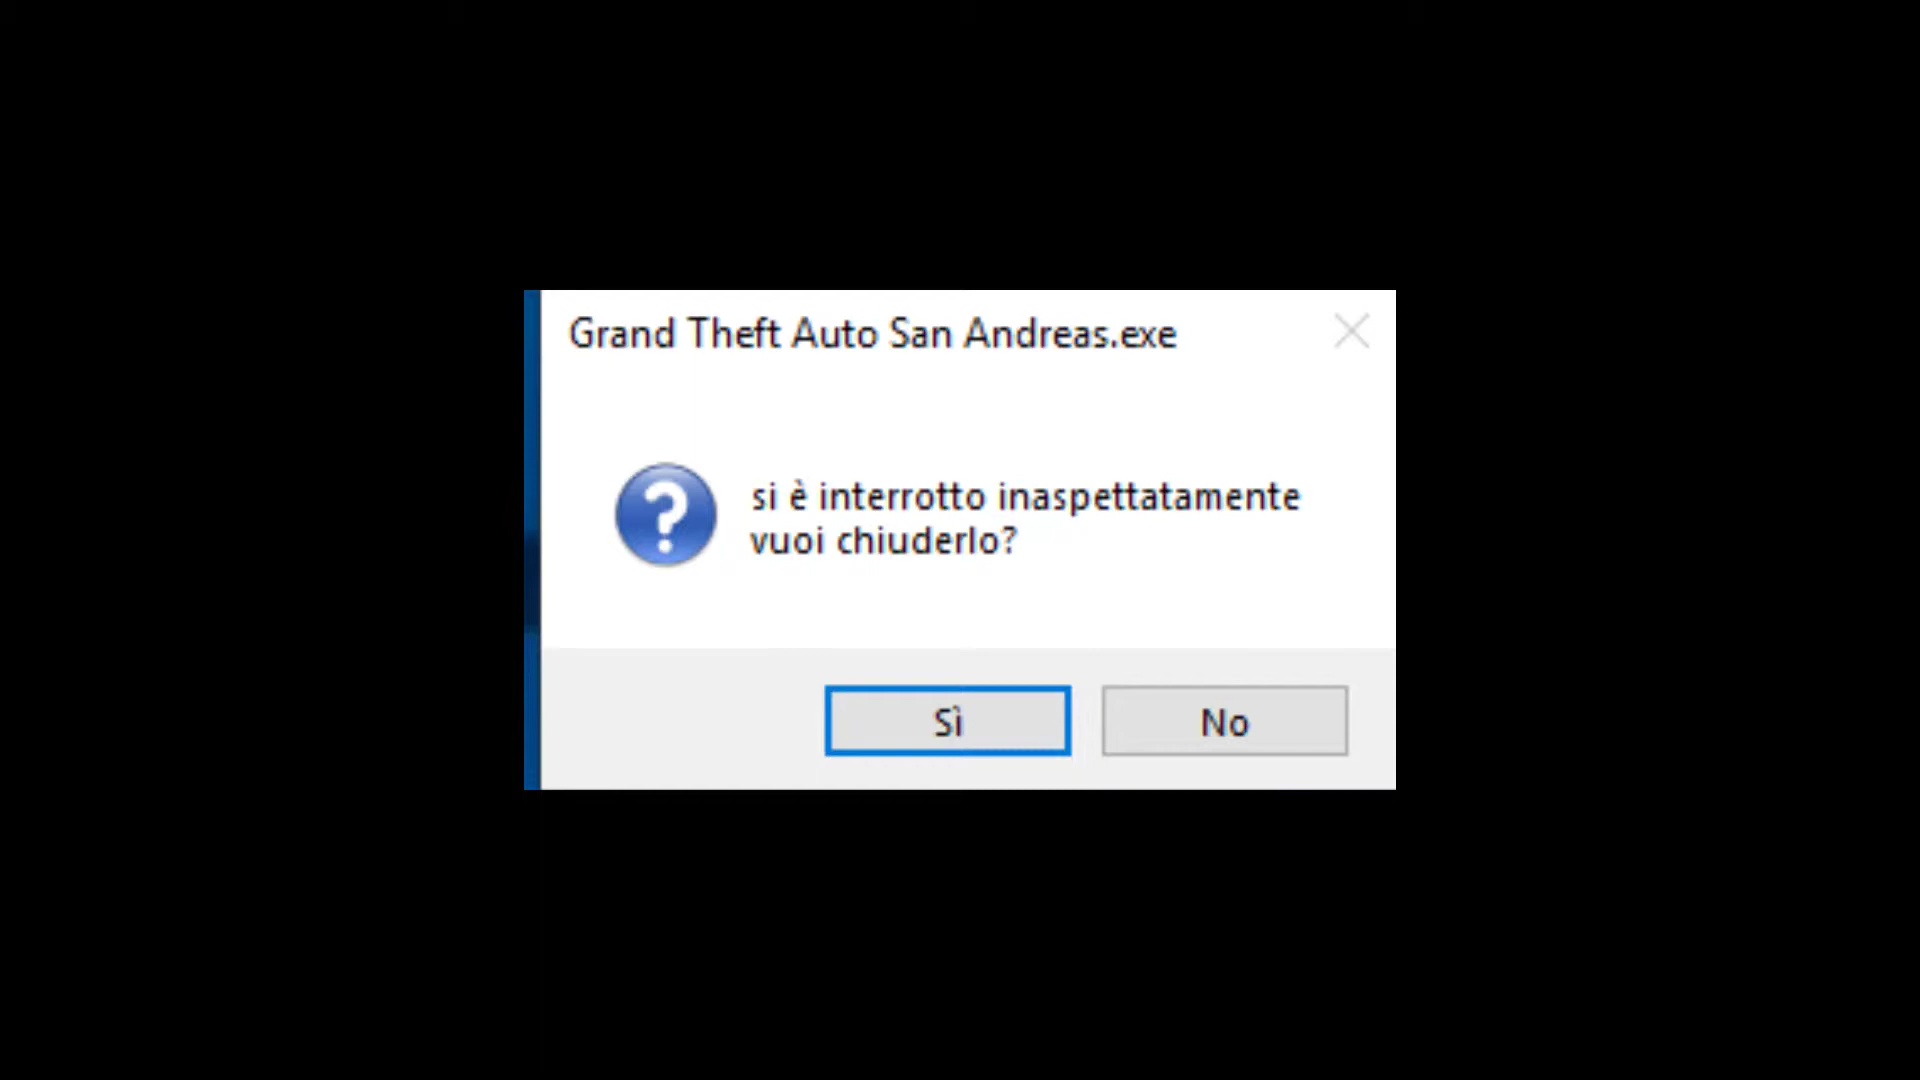 Grand Theft Auto San Andreas.exe
si è interrotto inaspettatamente
vuoi chiuderlo?
Sì
No